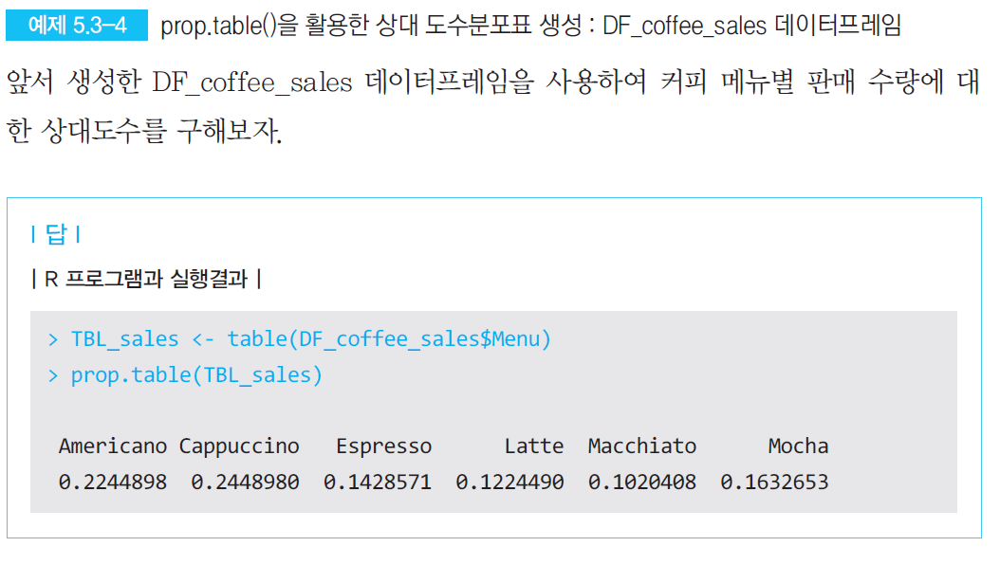 예제 5.3-4 prop.table()을 활용한 상대 도수분포표 생성 : DF_coffee_sales 데이터프레임
앞서 생성한 DF_coffee_sales 데이터프레임을 사용하여 커피 메뉴별 판매 수량에 대
한 상대도수를 구해보자.
| 답 |
| R 프로그램과 실행결과 |
> TBL_sales <- table(DF_coffee_sales$Menu)
> prop.table(TBL_sales)
Americano Cappuccino Espresso Latte Macchiato Mocha
0.2244898 0.2448980 0.1428571 0.1224490 0.1020408 0.1632653